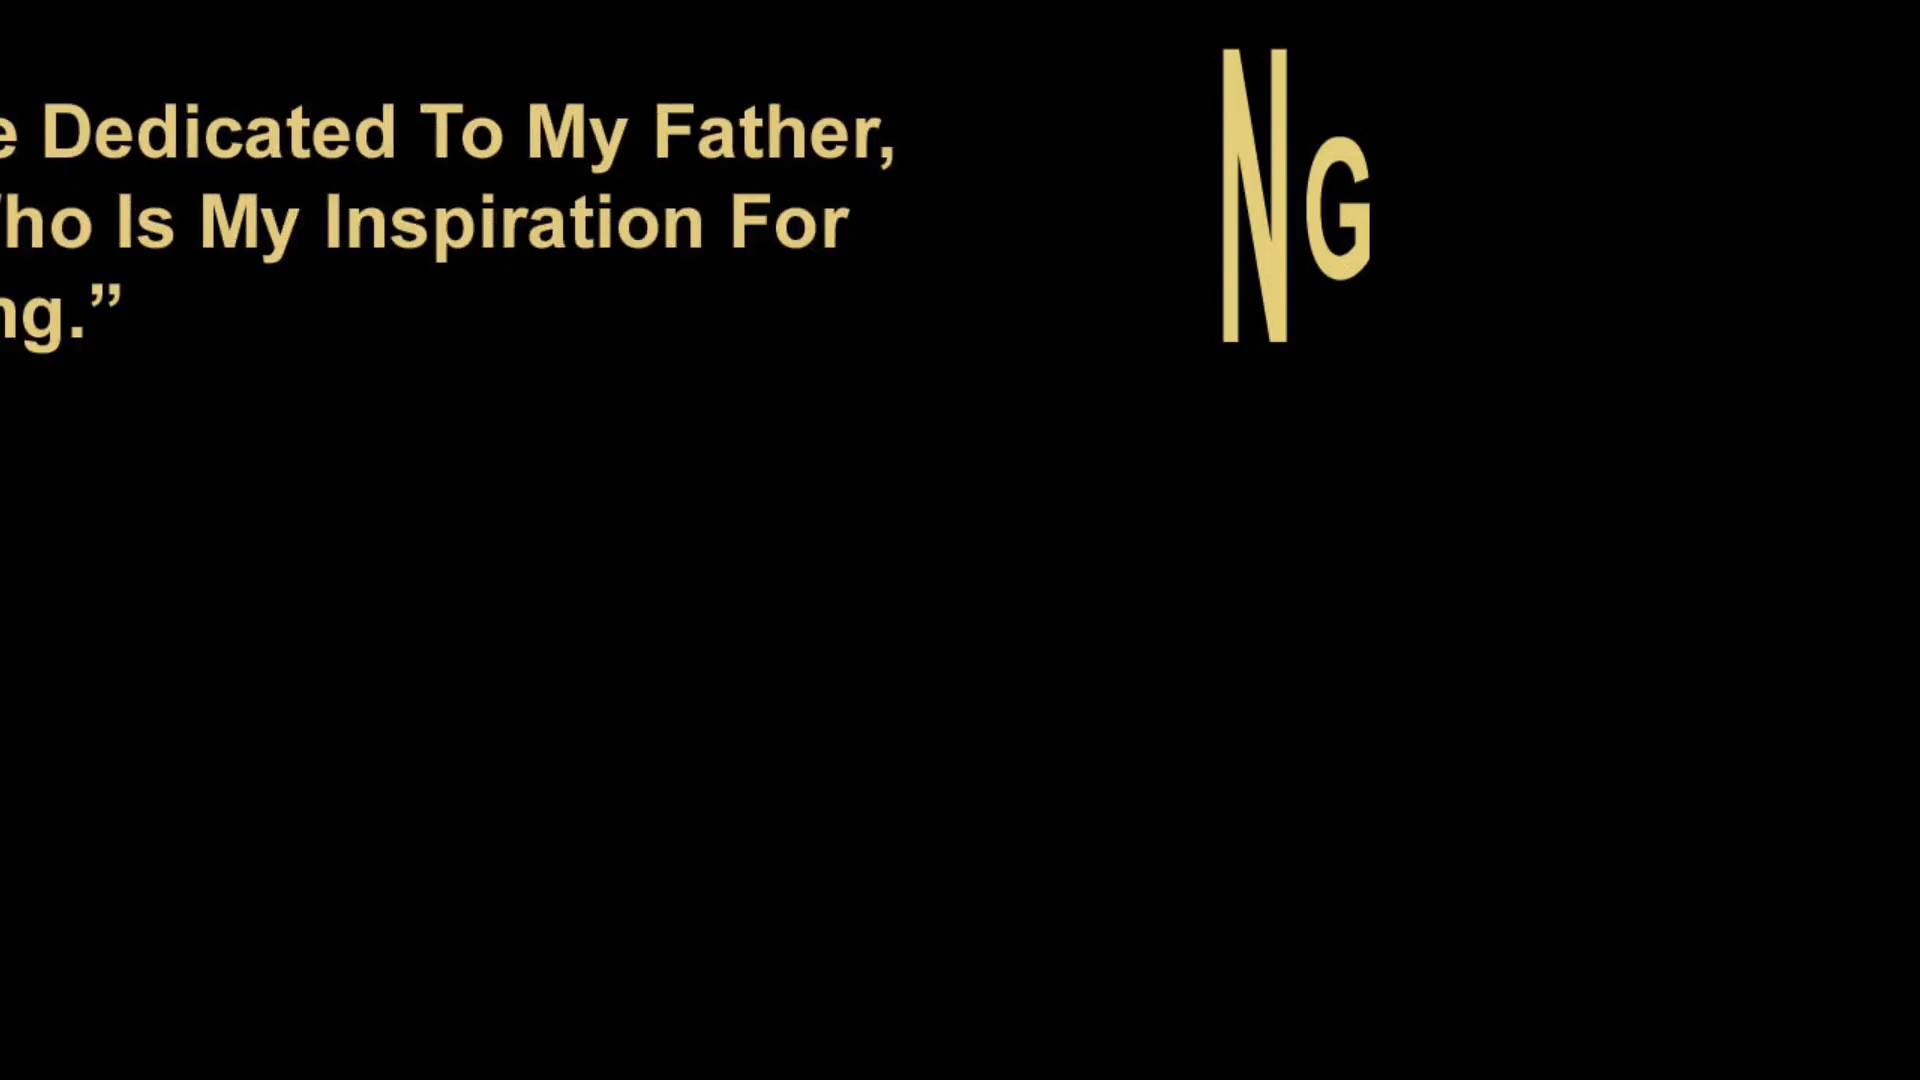 e Dedicated To My Father,
ho Is My Inspiration For
ng.”
NG